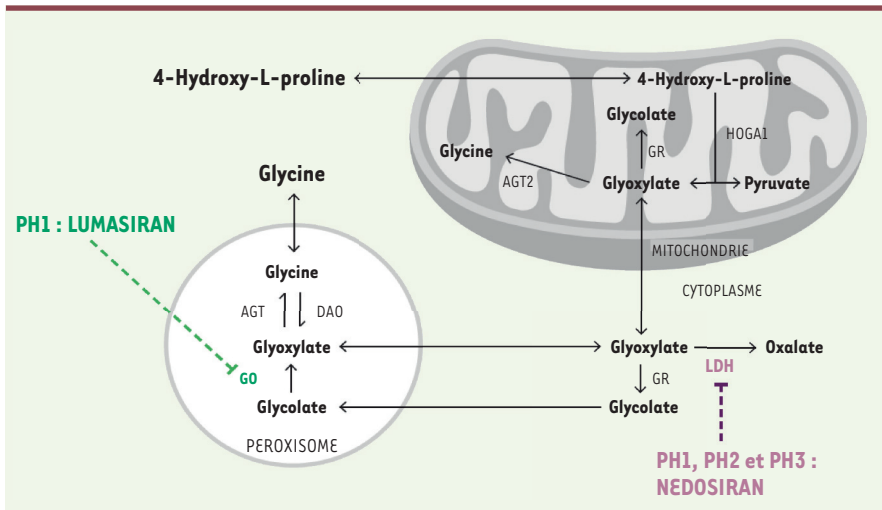 4-Hydroxy-L-proline
4-Hydroxy-L-proline
Glycolate
HOGA1
Glycine
GR
AGT2
Glyoxylate
Pyruvate
Glycine
PH1 : LUMASIRAN
MITOCHONDRIE
Glycine
CYTOPLASME
AGT
DAO
Glyoxylate
Glyoxylate
Oxalate
GO
GR
LDH
Glycolate
Glycolate
PEROXISOME
PH1, PH2 et PH3 :
NEDOSIRAN